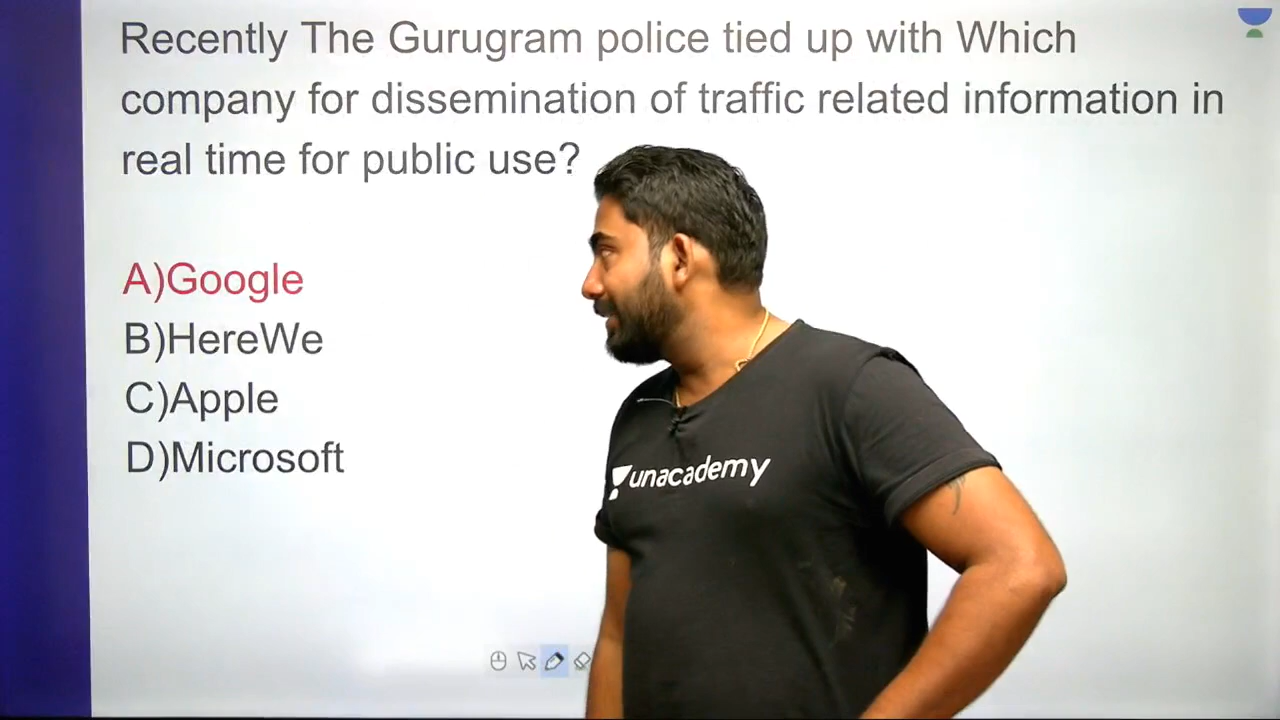 Recently The Gurugram police tied up with Which
company for dissemination of traffic related information in
real time for public use?
A)Google
B)HereWe
C)Apple
D)Microsoft
unacademy